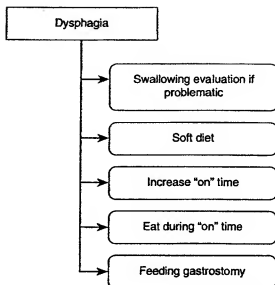 Dysphagia
Swallowing evaluation if
problematic
Soft diet
Increase "on" time
Eat during "on" time
Feeding gastrostomy